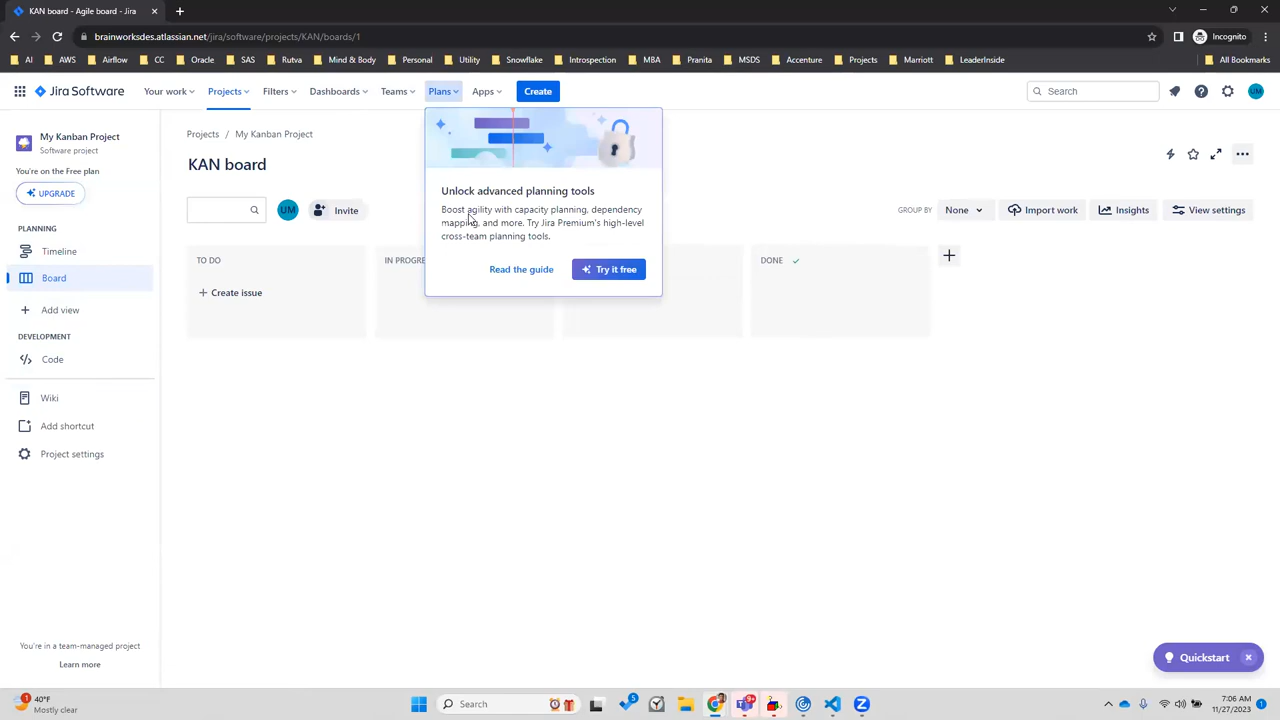 KAN board - Agile board - Jira
brainworksdes.atlassian.net/jira/software/projects/KAN/boards/1
Incognito
AI AWS Airflow CC Oracle SAS Rutva Mind & Body Personal Utility Snowflake Introspection MBA Pranita MSDS Accenture Projects Marriott LeaderInside All Bookmarks
Jira Software Your work Projects Filters Dashboards Teams Plans Apps Create Search UM
My Kanban Project
Software project
You're on the Free plan
UPGRADE
PLANNING
Timeline
Board
Add view
DEVELOPMENT
Code
Wiki
Add shortcut
Project settings
You're in a team-managed project
Learn more
Projects / My Kanban Project
KAN board
UM Invite
GROUP BY None Import work Insights View settings
TO DO
Create issue
IN PROGRE
DONE
Unlock advanced planning tools
Boost agility with capacity planning, dependency
mapping, and more. Try Jira Premium's high-level
cross-team planning tools.
Read the guide Try it free
Quickstart
1
40°F
Mostly clear
Search
5
9+
7:06 AM
11/27/2023
1